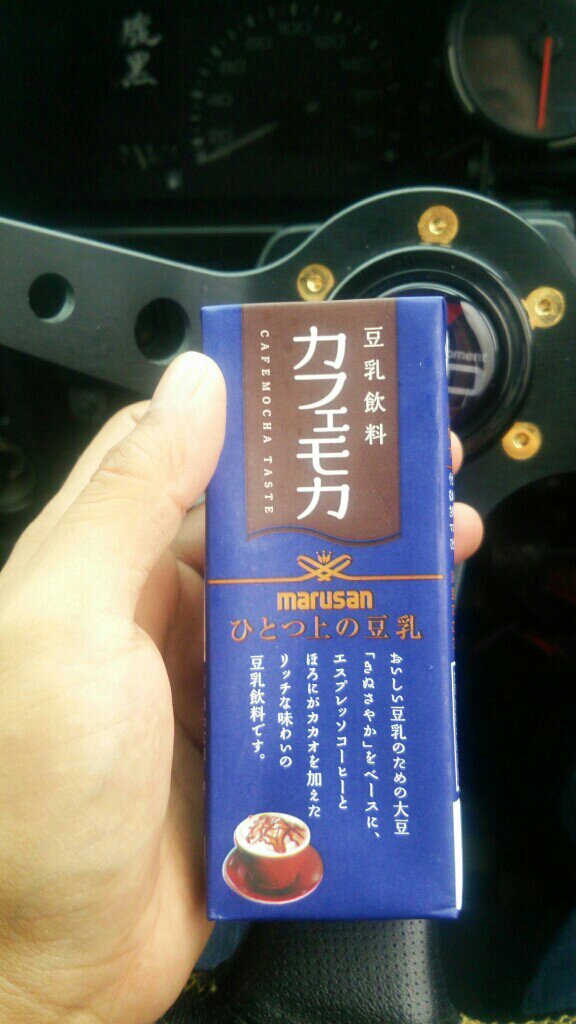 腹黒
豆乳飲料
カフェモカ
CAFEMOCHA TASTE
marusan
ひとつ上の豆乳
おいしい豆乳のための大豆
「きぬさやか」をベースに、
エスプレッソコーヒーと
ほろにがカカオを加えた
リッチな味わいの
豆乳飲料です。